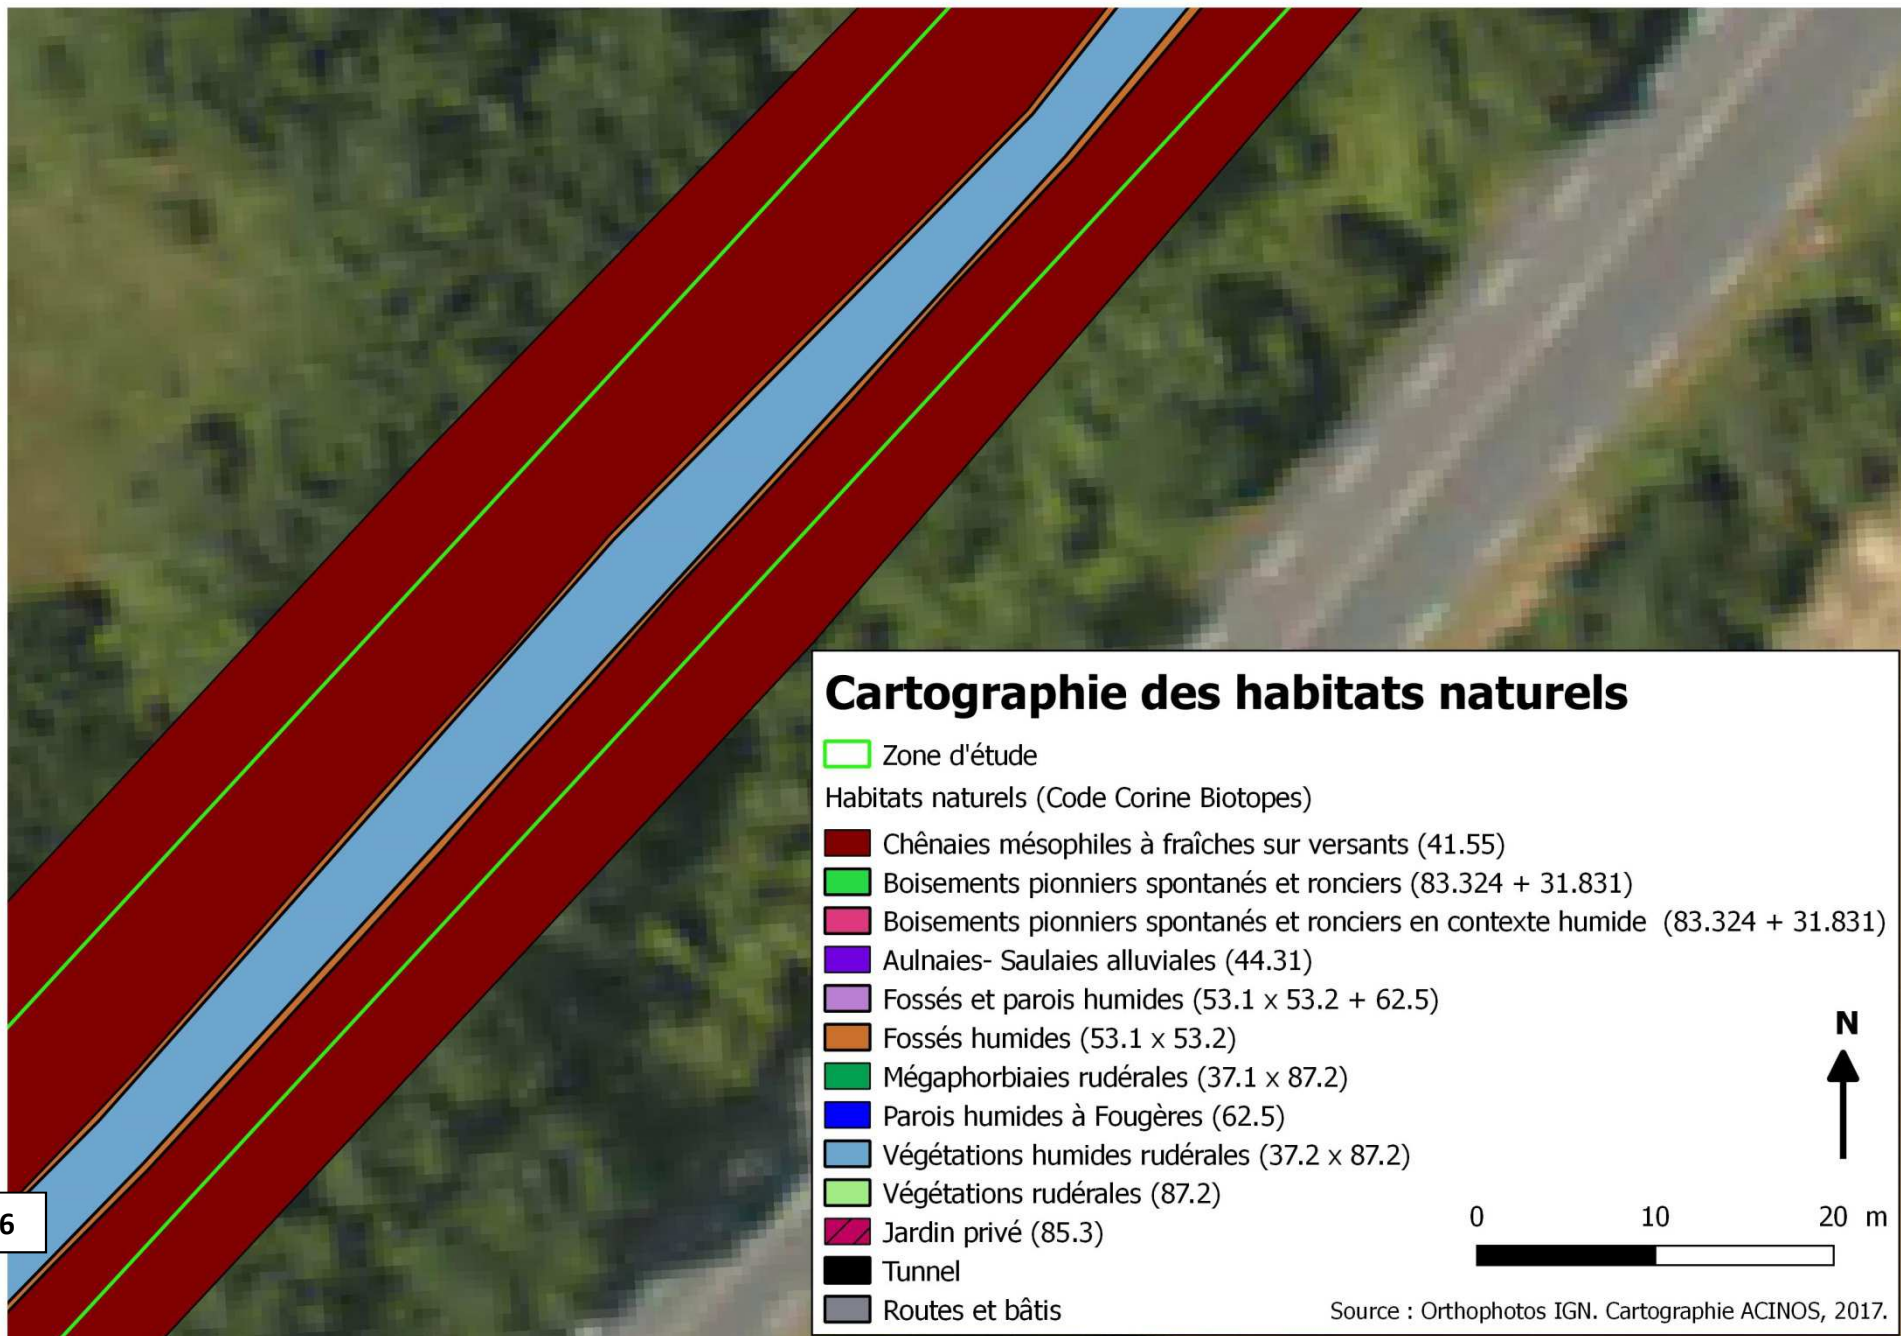 Cartographie des habitats naturels
Zone d'étude
Habitats naturels (Code Corine Biotopes)
Chênaies mésophiles à fraîches sur versants (41.55)
Boisements pionniers spontanés et ronciers (83.324 + 31.831)
Boisements pionniers spontanés et ronciers en contexte humide (83.324 + 31.831)
Aulnaies- Saulaies alluviales (44.31)
Fossés et parois humides (53.1 x 53.2 + 62.5)
Fossés humides (53.1 x 53.2)
Mégaphorbiaies rudérales (37.1 x 87.2)
Parois humides à Fougères (62.5)
Végétations humides rudérales (37.2 x 87.2)
Végétations rudérales (87.2)
Jardin privé (85.3)
Tunnel
Routes et bâtis
N
0 10 20 m
Source : Orthophotos IGN. Cartographie ACINOS, 2017.
6